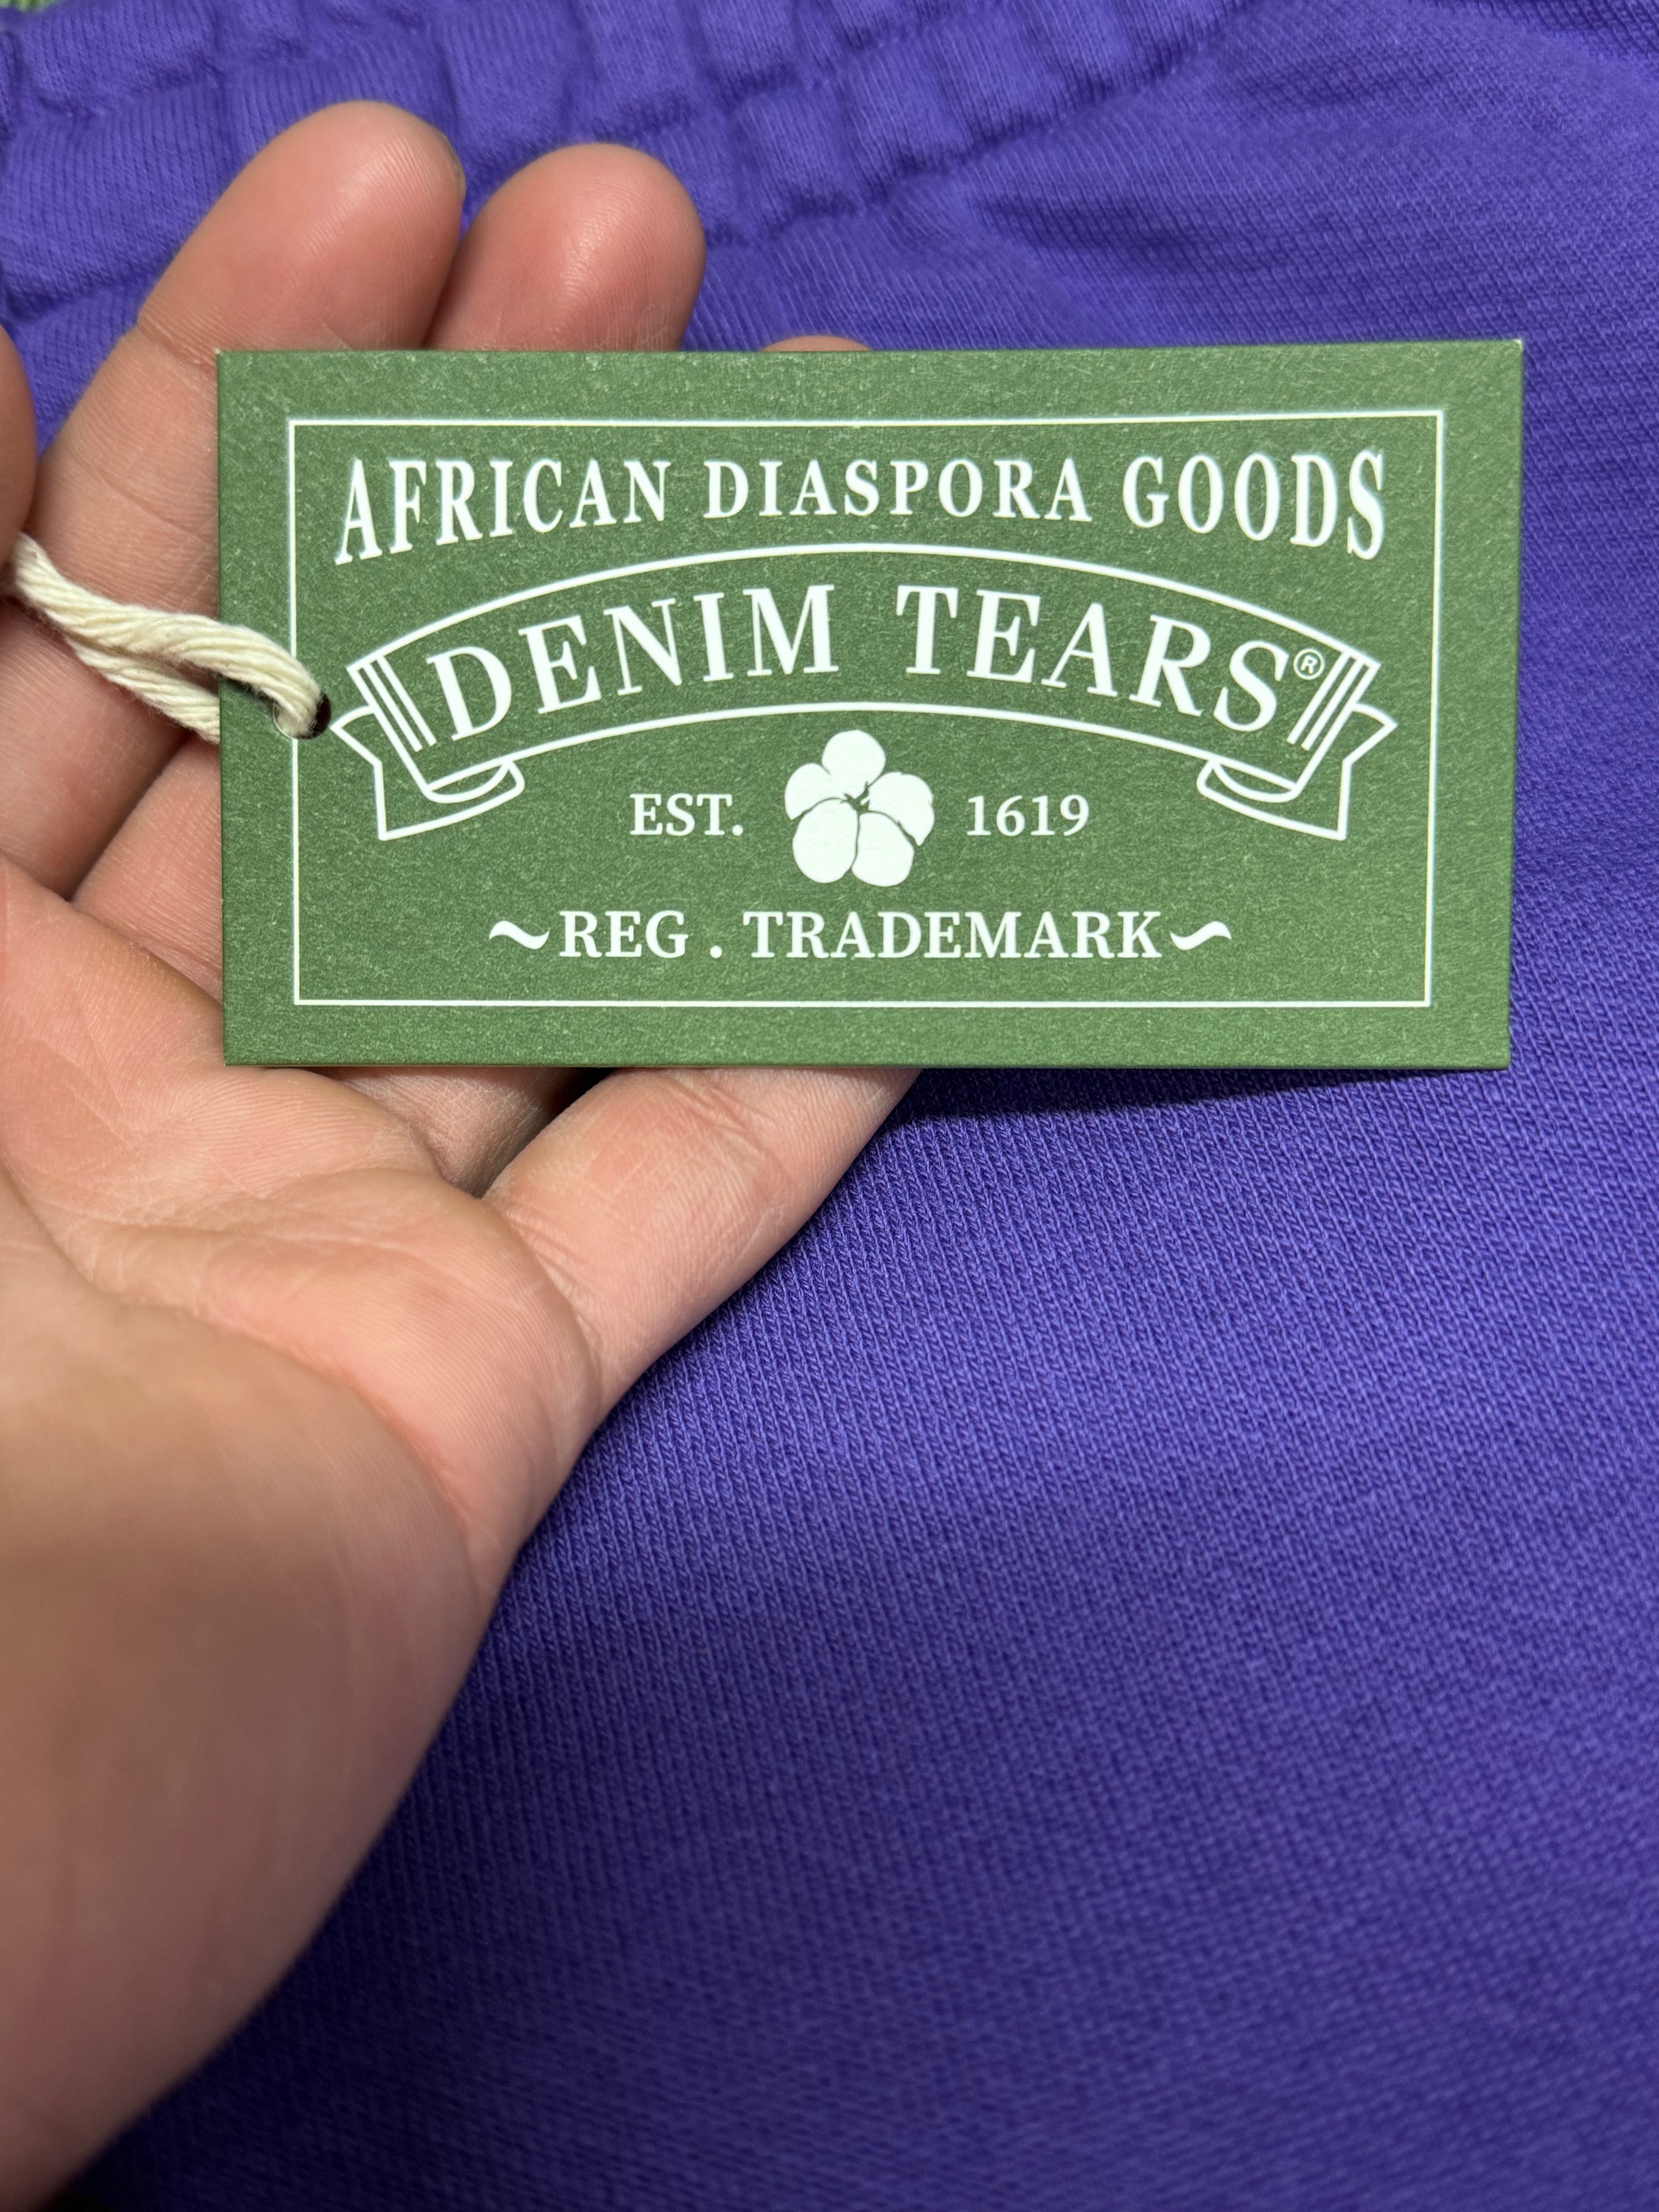 AFRICAN DIASPORA GOODS
DENIM TEARS®
EST. 1619
~REG . TRADEMARK~